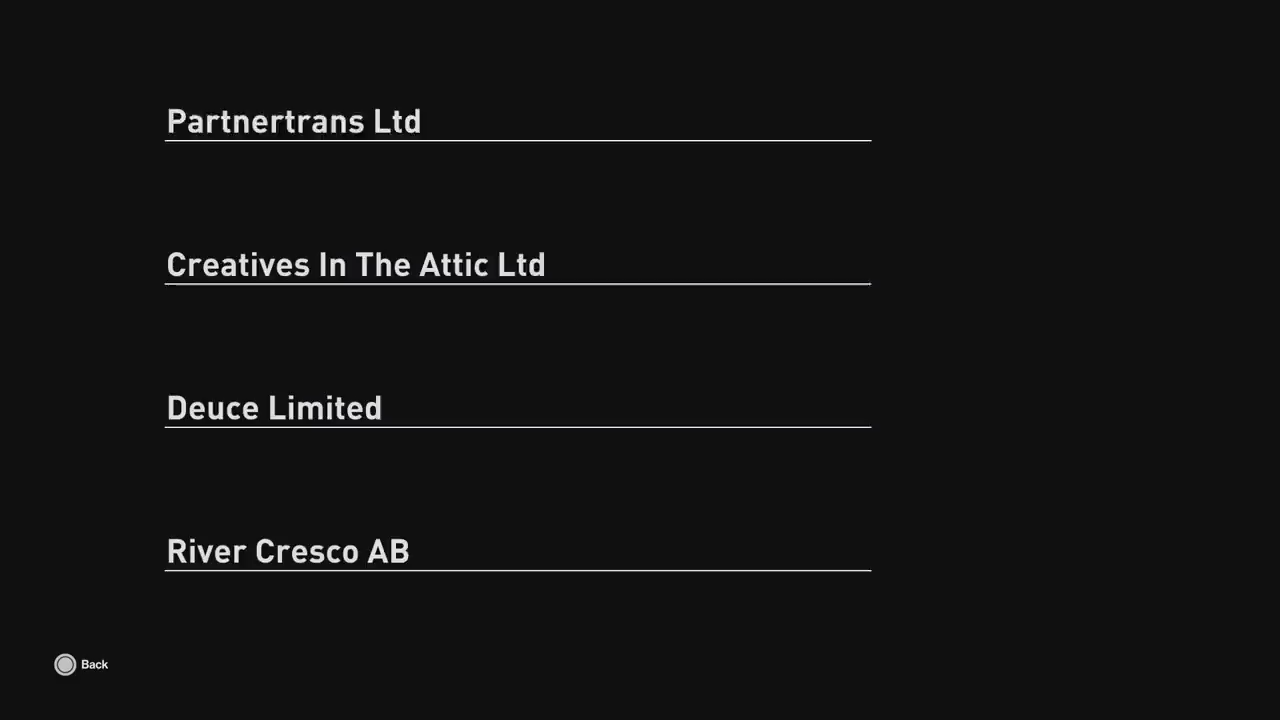 Partnertrans Ltd
Creatives In The Attic Ltd
Deuce Limited
River Cresco AB
Back